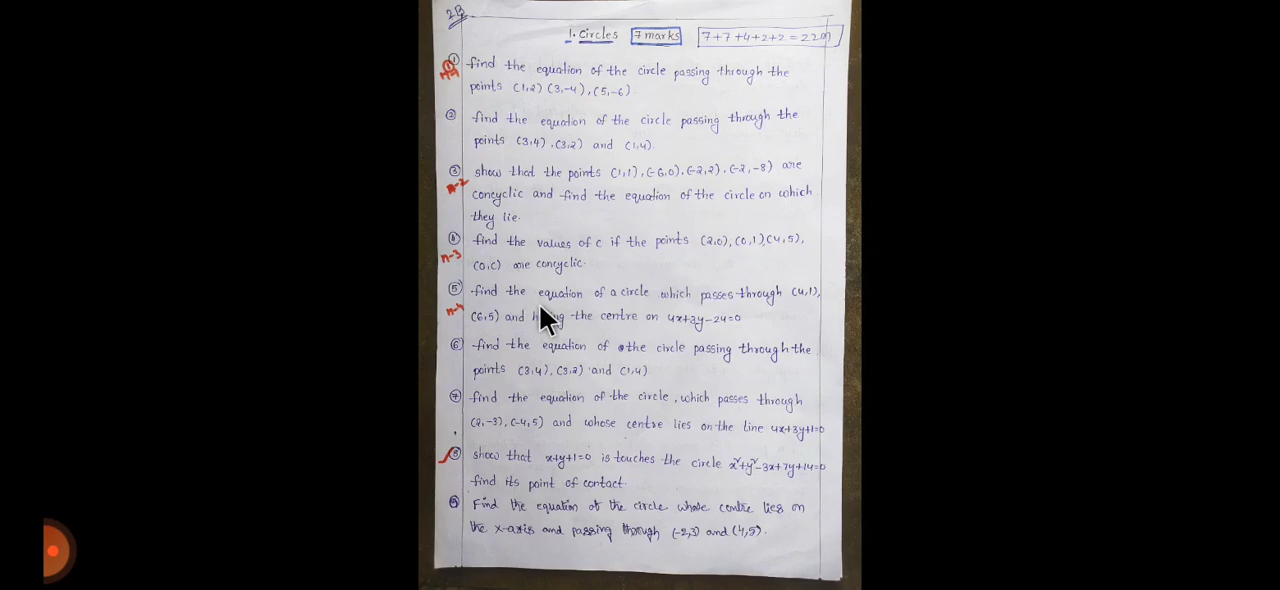 2B
1. Circles 7 marks 7+7+4+2+2=22M
① find the equation of the circle passing through the
points (1,2) (3,-4), (5,-6)
② find the equation of the circle passing through the
points (3,4), (3,2) and (1,4).
③ show that the points (1,1), (-6,0), (-2,2), (-2,-8) are
n-2 concyclic and find the equation of the circle on which
they lie.
④ find the values of c if the points (2,0), (0,1), (4,5),
n-3 (0,c) are concyclic.
⑤ find the equation of a circle which passes through (4,1),
n-4 (6,5) and the centre on 4x+3y-24=0
⑥ find the equation of the circle passing through the
points (3,4), (3,2) and (1,4)
⑦ find the equation of the circle, which passes through
(2,-3), (-4,5) and whose centre lies on the line 4x+3y+1=0
⑧ show that x+y+1=0 is touches the circle x²+y²-3x+7y+14=0
find its point of contact.
⑨ Find the equation of the circle whose centre lies on
the x-axis and passing through (-2,3) and (4,5).